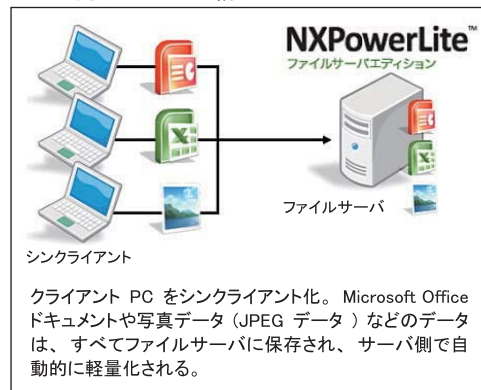 NXPowerLite™
ファイルサーバエディション
ファイルサーバ
シンクライアント
クライアント PC をシンクライアント化。 Microsoft Office
ドキュメントや写真データ (JPEG データ ) などのデータ
は、 すべてファイルサーバに保存され、 サーバ側で自
動的に軽量化される。